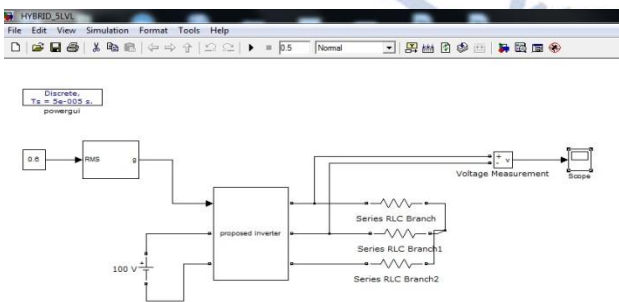 HYBRID_5LVL
File Edit View Simulation Format Tools Help
0.5 Normal
Discrete,
Ts = 5e-005 s.
powergui
0.6
RMS g
+ - v
Voltage Measurement
Scope
proposed inverter
Series RLC Branch
Series RLC Branch1
Series RLC Branch2
100 V
+